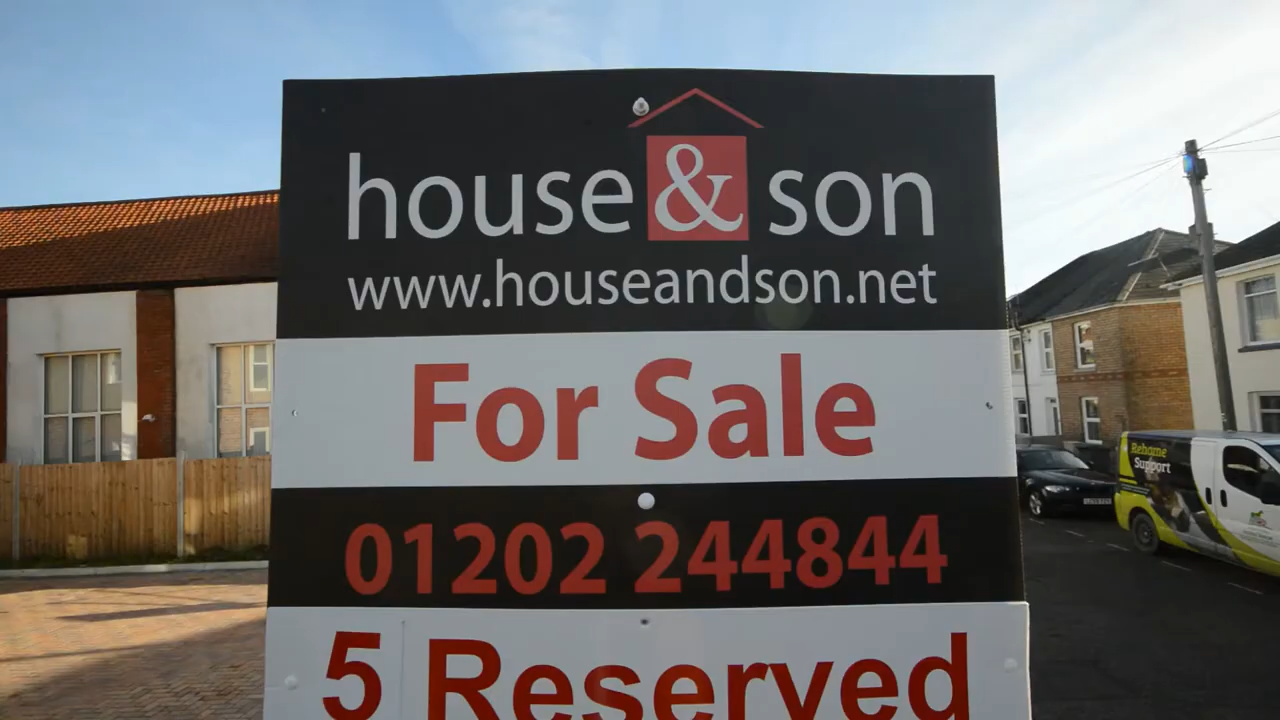 house & son
www.houseandson.net
For Sale
01202 244844
5 Reserved
Rehome
Support